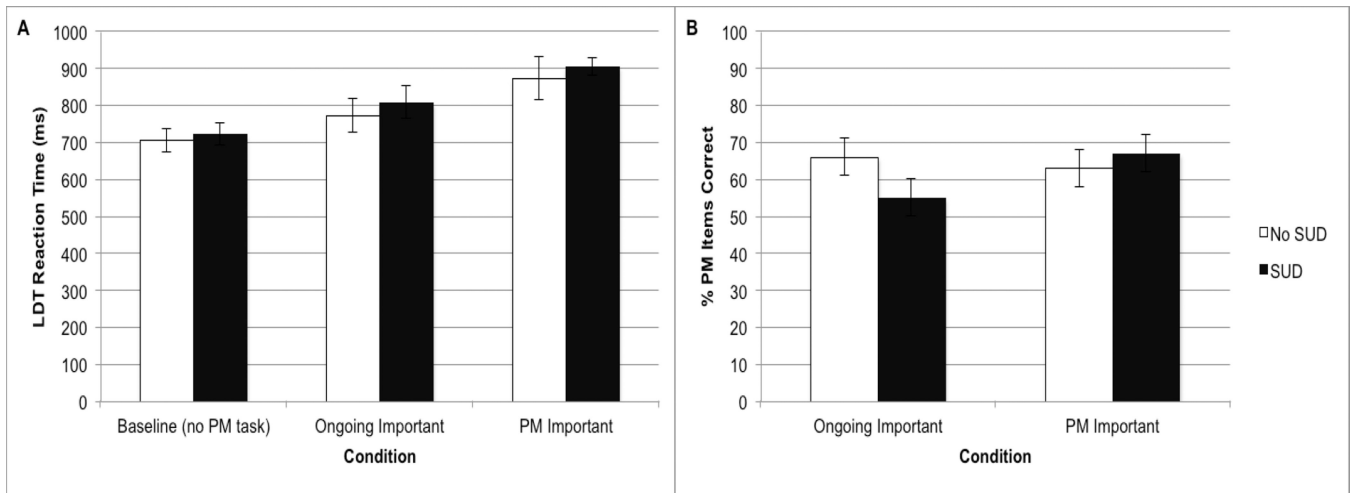 A
LDT Reaction Time (ms)
1000
900
800
700
600
500
400
300
200
100
0
Baseline (no PM task) Ongoing Important PM Important
Condition
B
% PM Items Correct
100
90
80
70
60
50
40
30
20
10
0
Ongoing Important PM Important
Condition
No SUD
SUD